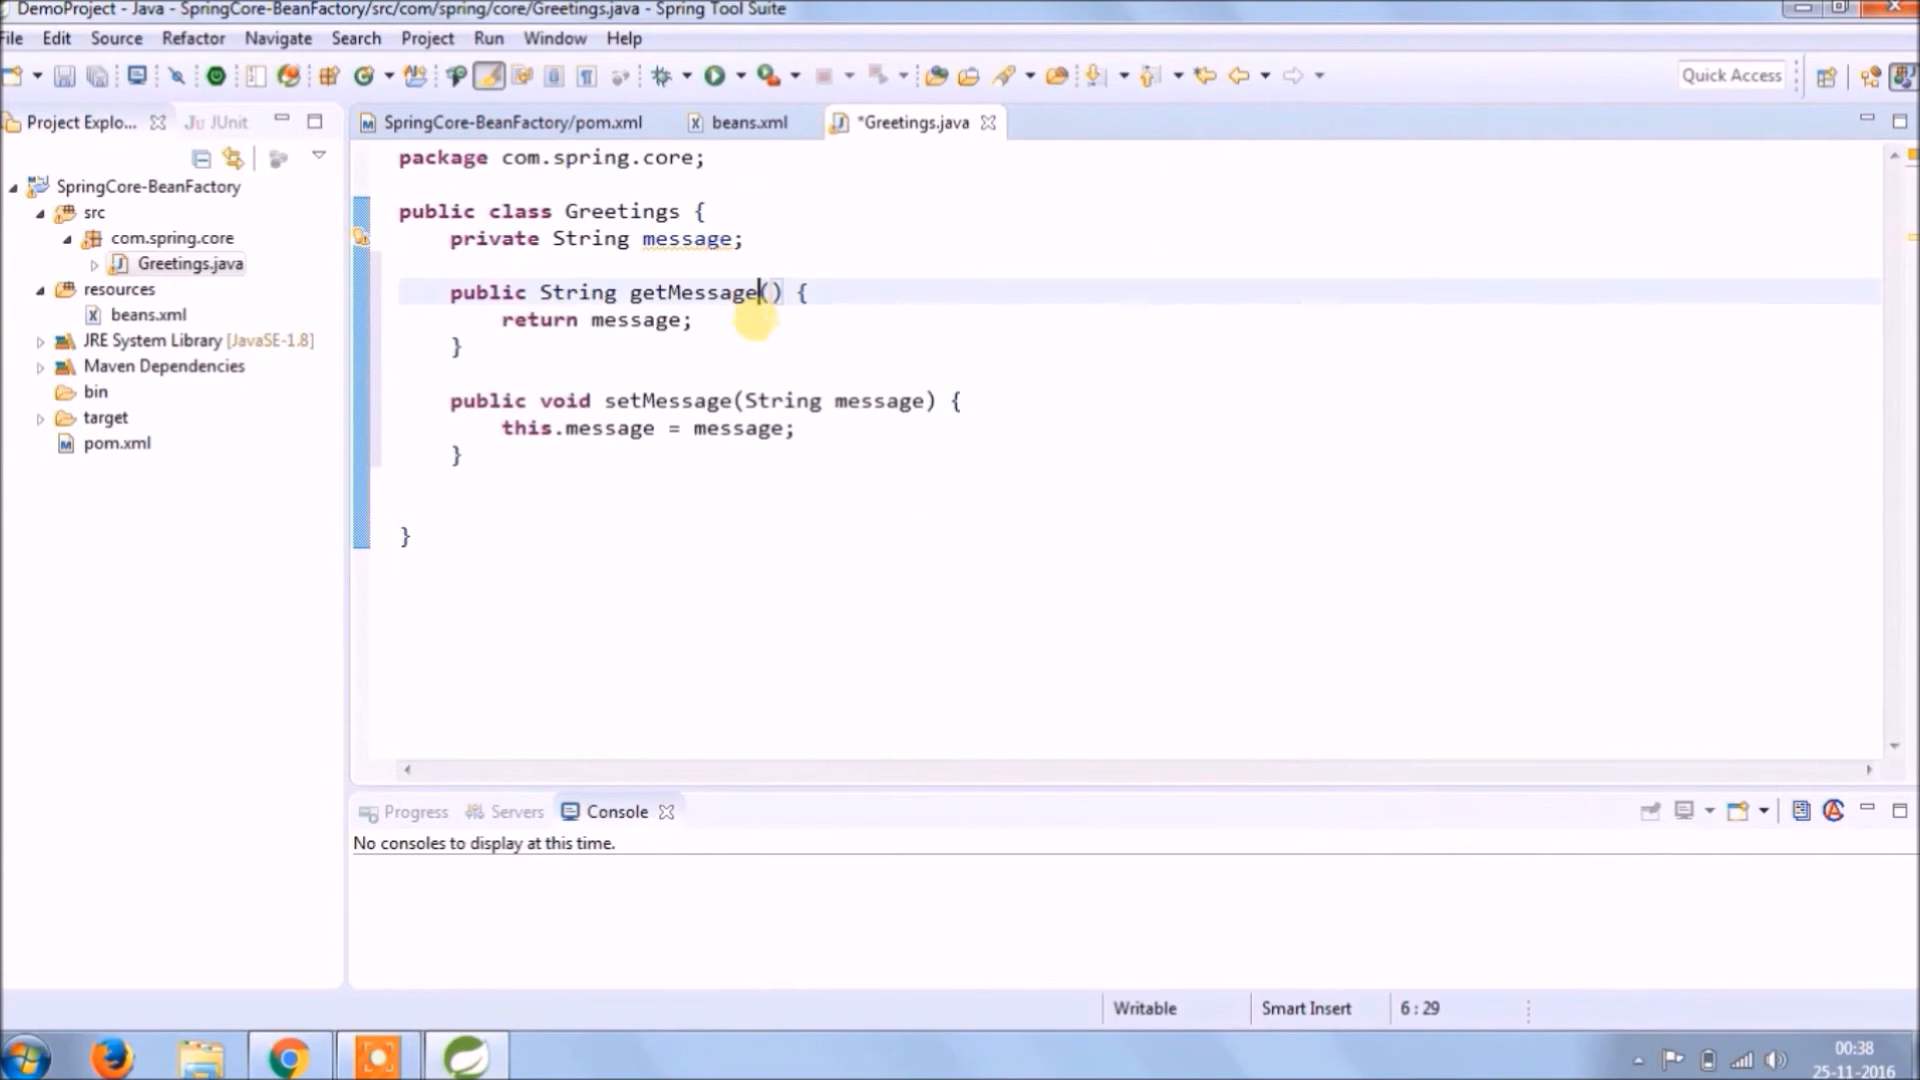 DemoProject - Java - SpringCore-BeanFactory/src/com/spring/core/Greetings.java - Spring Tool Suite
File Edit Source Refactor Navigate Search Project Run Window Help
Quick Access
Project Explo... JUnit
SpringCore-BeanFactory/pom.xml beans.xml *Greetings.java
SpringCore-BeanFactory
src
com.spring.core
Greetings.java
resources
beans.xml
JRE System Library [JavaSE-1.8]
Maven Dependencies
bin
target
pom.xml
package com.spring.core;
public class Greetings {
private String message;
public String getMessage() {
return message;
}
public void setMessage(String message) {
this.message = message;
}
}
Progress Servers Console
No consoles to display at this time.
Writable Smart Insert 6 : 29
00:38
25-11-2016